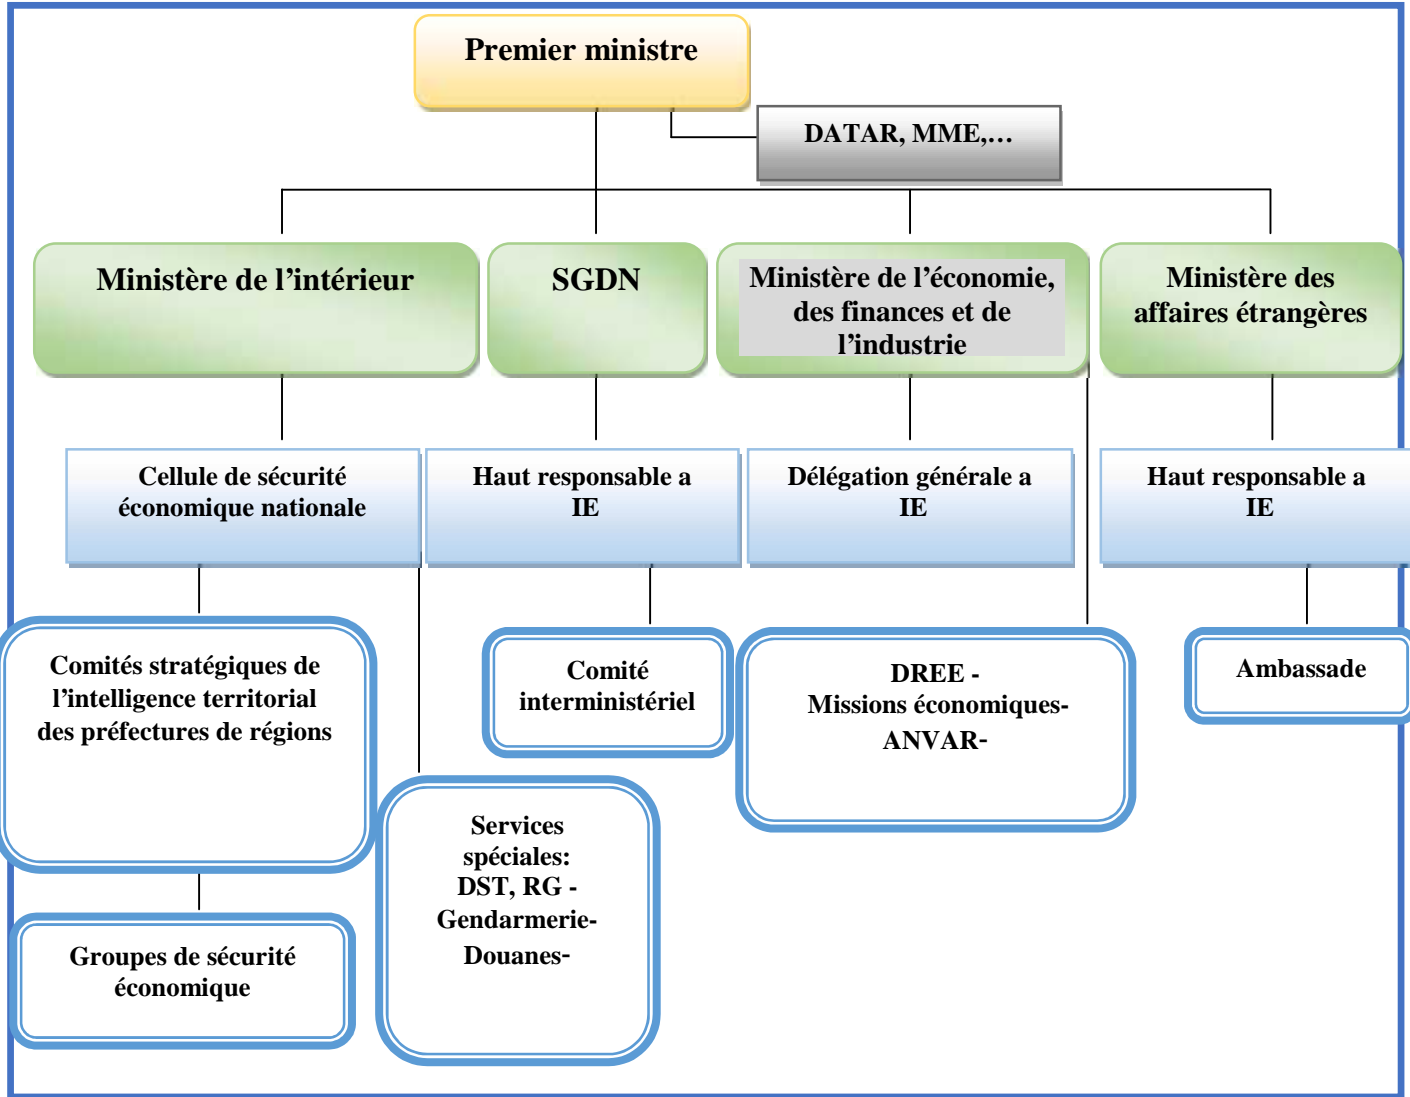 Premier ministre
DATAR, MME,…
Ministère de l’intérieur
SGDN
Ministère de l’économie,
des finances et de
l’industrie
Ministère des
affaires étrangères
Cellule de sécurité
économique nationale
Haut responsable a
IE
Délégation générale a
IE
Haut responsable a
IE
Comités stratégiques de
l’intelligence territorial
des préfectures de régions
Comité
interministériel
DREE -
Missions économiques-
ANVAR-
Ambassade
Services
spéciales:
DST, RG -
Gendarmerie-
Douanes-
Groupes de sécurité
économique